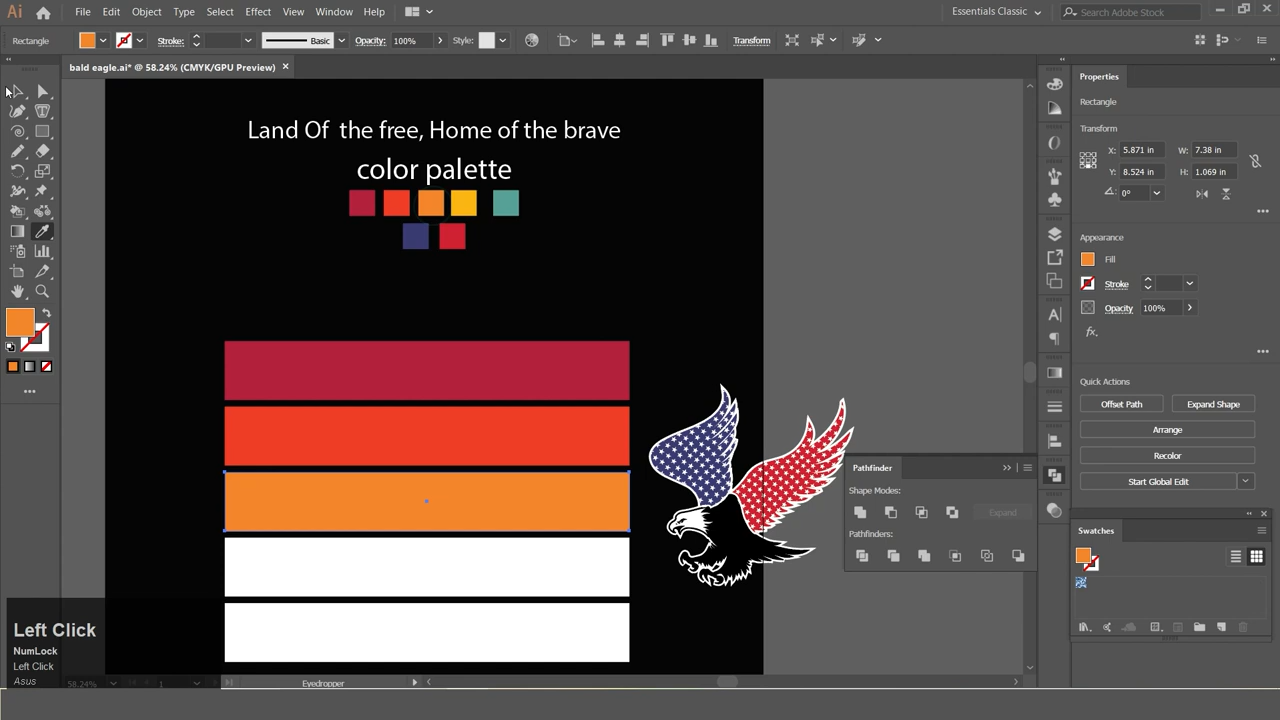 Ai File Edit Object Type Select Effect View Window Help Essentials Classic Search Adobe Stock
Rectangle Stroke: Basic Opacity: 100% Style: Transform
bald eagle.ai* @ 58.24% (CMYK/GPU Preview)
Land Of the free, Home of the brave
color palette
Properties
Rectangle
Transform
X: 5.871 in W: 7.38 in
Y: 8.524 in H: 1.069 in
0°
Appearance
Fill
Stroke
Opacity 100%
fx.
Quick Actions
Offset Path Expand Shape
Arrange
Recolor
Start Global Edit
Pathfinder
Shape Modes:
Expand
Pathfinders:
Swatches
Left Click
NumLock
Left Click
Asus
58.24% 1 Eyedropper